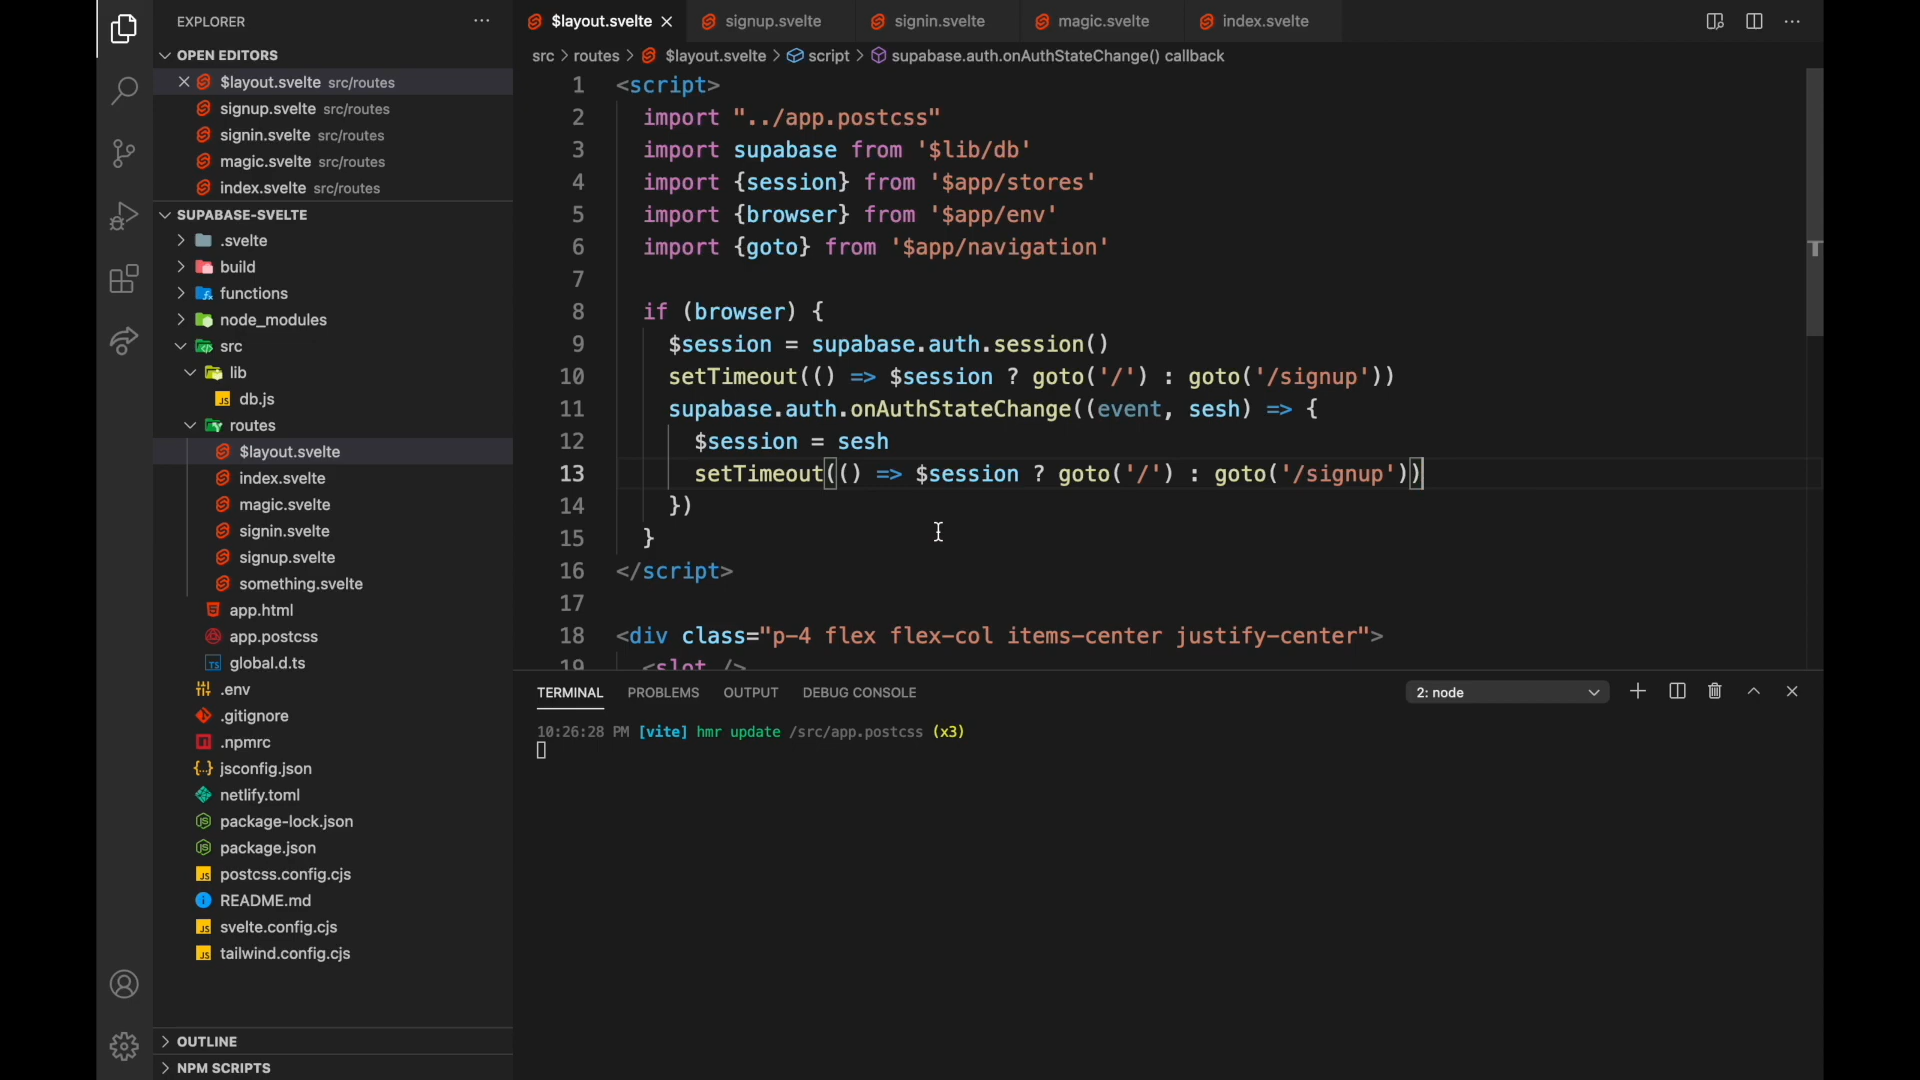 EXPLORER
OPEN EDITORS
$layout.svelte src/routes
signup.svelte src/routes
signin.svelte src/routes
magic.svelte src/routes
index.svelte src/routes
SUPABASE-SVELTE
.svelte
build
functions
node_modules
src
lib
db.js
routes
$layout.svelte
index.svelte
magic.svelte
signin.svelte
signup.svelte
something.svelte
app.html
app.postcss
global.d.ts
.env
.gitignore
.npmrc
jsconfig.json
netlify.toml
package-lock.json
package.json
postcss.config.cjs
README.md
svelte.config.cjs
tailwind.config.cjs
OUTLINE
NPM SCRIPTS
$layout.svelte signup.svelte signin.svelte magic.svelte index.svelte
src > routes > $layout.svelte > script > supabase.auth.onAuthStateChange() callback
1 <script>
2 import "../app.postcss"
3 import supabase from '$lib/db'
4 import {session} from '$app/stores'
5 import {browser} from '$app/env'
6 import {goto} from '$app/navigation'
7
8 if (browser) {
9 $session = supabase.auth.session()
10 setTimeout(() => $session ? goto('/') : goto('/signup'))
11 supabase.auth.onAuthStateChange((event, sesh) => {
12 $session = sesh
13 setTimeout(() => $session ? goto('/') : goto('/signup'))
14 })
15 }
16 </script>
17
18 <div class="p-4 flex flex-col items-center justify-center">
19 <slot />
TERMINAL PROBLEMS OUTPUT DEBUG CONSOLE 2: node
10:26:28 PM [vite] hmr update /src/app.postcss (x3)